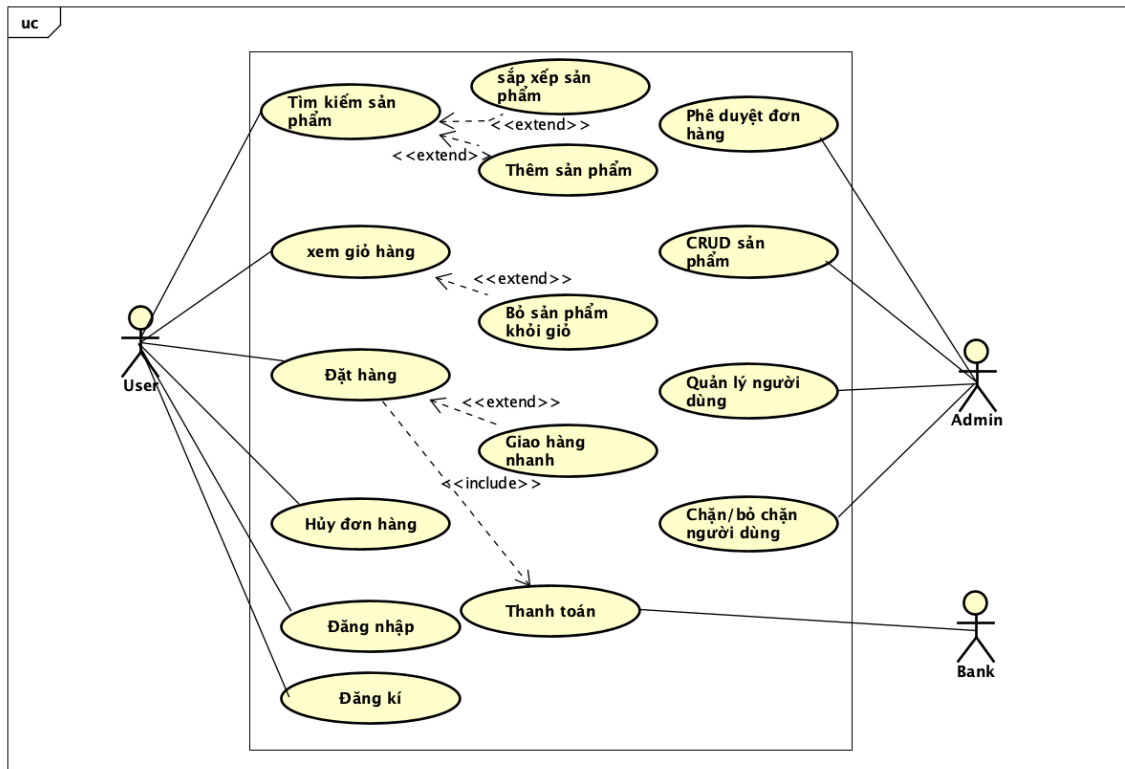 uc
Tìm kiếm sản
phẩm
sắp xếp sản
phẩm
<<extend>>
<<extend>>
Thêm sản phẩm
Phê duyệt đơn
hàng
xem giỏ hàng
<<extend>>
Bỏ sản phẩm
khỏi giỏ
CRUD sản
phẩm
User
Đặt hàng
<<extend>>
Giao hàng
nhanh
<<include>>
Quản lý người
dùng
Admin
Hủy đơn hàng
Chặn/bỏ chặn
người dùng
Đăng nhập
Thanh toán
Bank
Đăng kí